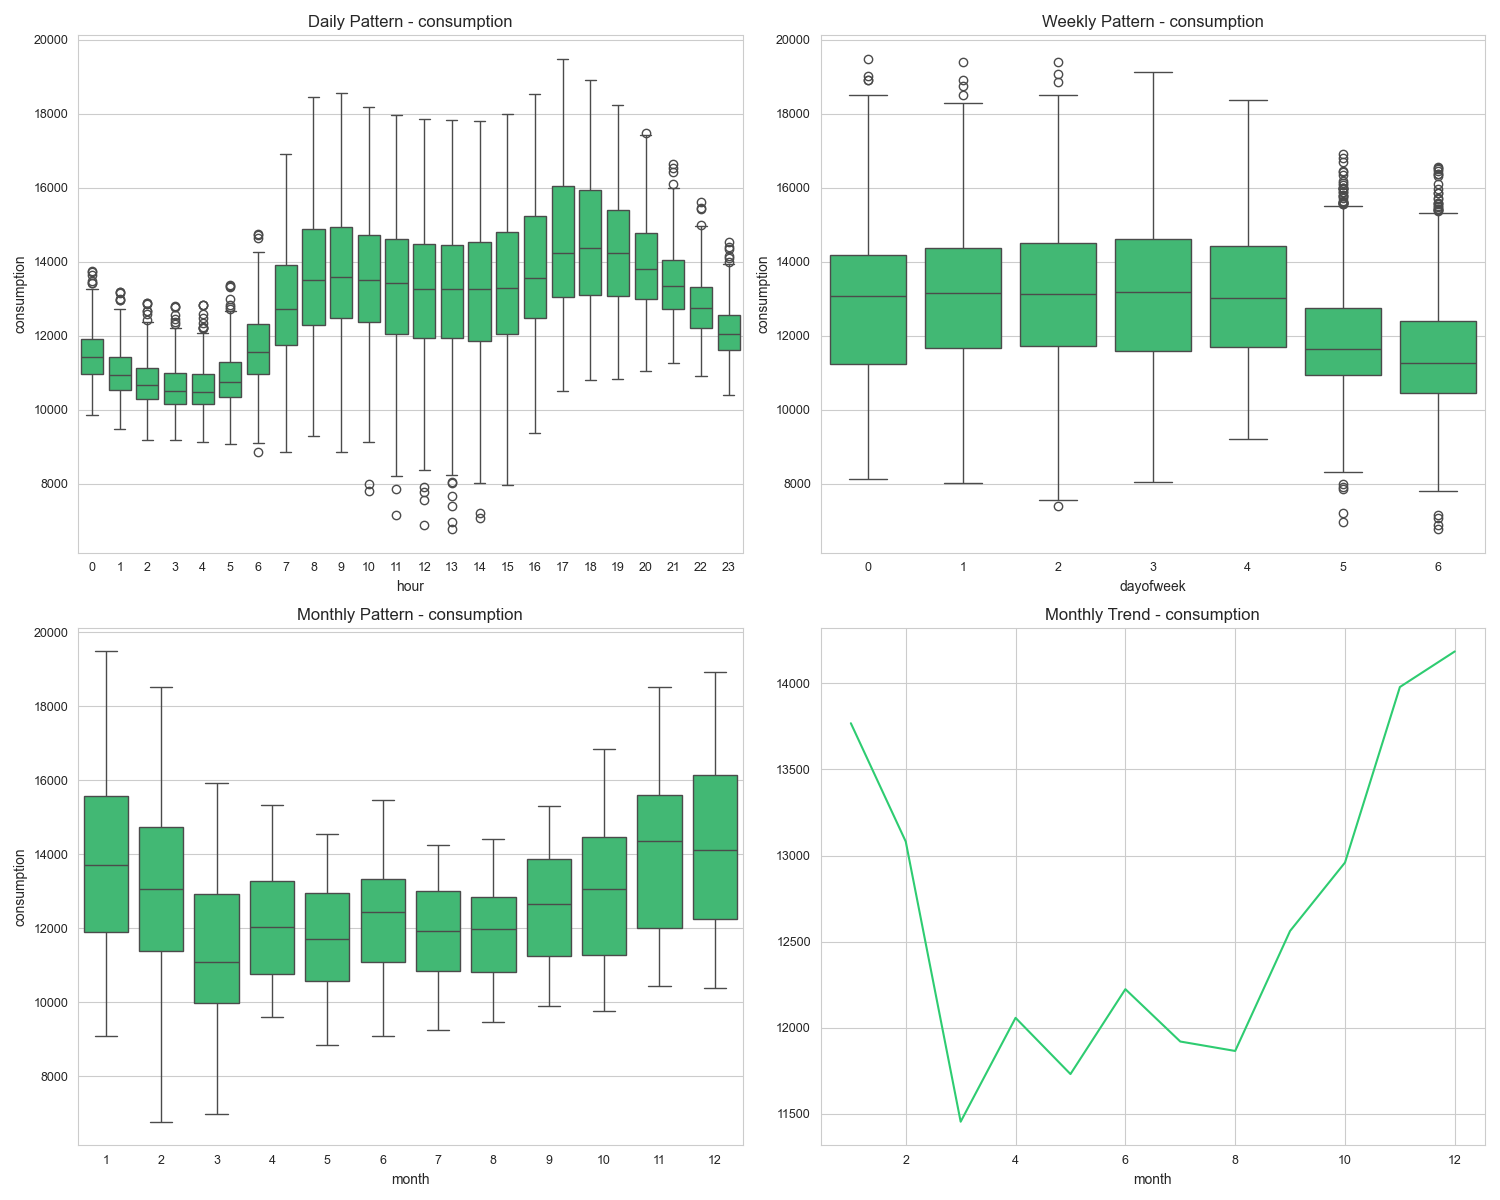 Daily Pattern - consumption
20000
18000
16000
14000
12000
10000
8000
consumption
0 1 2 3 4 5 6 7 8 9 10 11 12 13 14 15 16 17 18 19 20 21 22 23
hour
Weekly Pattern - consumption
20000
18000
16000
14000
12000
10000
8000
consumption
0 1 2 3 4 5 6
dayofweek
Monthly Pattern - consumption
20000
18000
16000
14000
12000
10000
8000
consumption
1 2 3 4 5 6 7 8 9 10 11 12
month
Monthly Trend - consumption
14000
13500
13000
12500
12000
11500
2 4 6 8 10 12
month